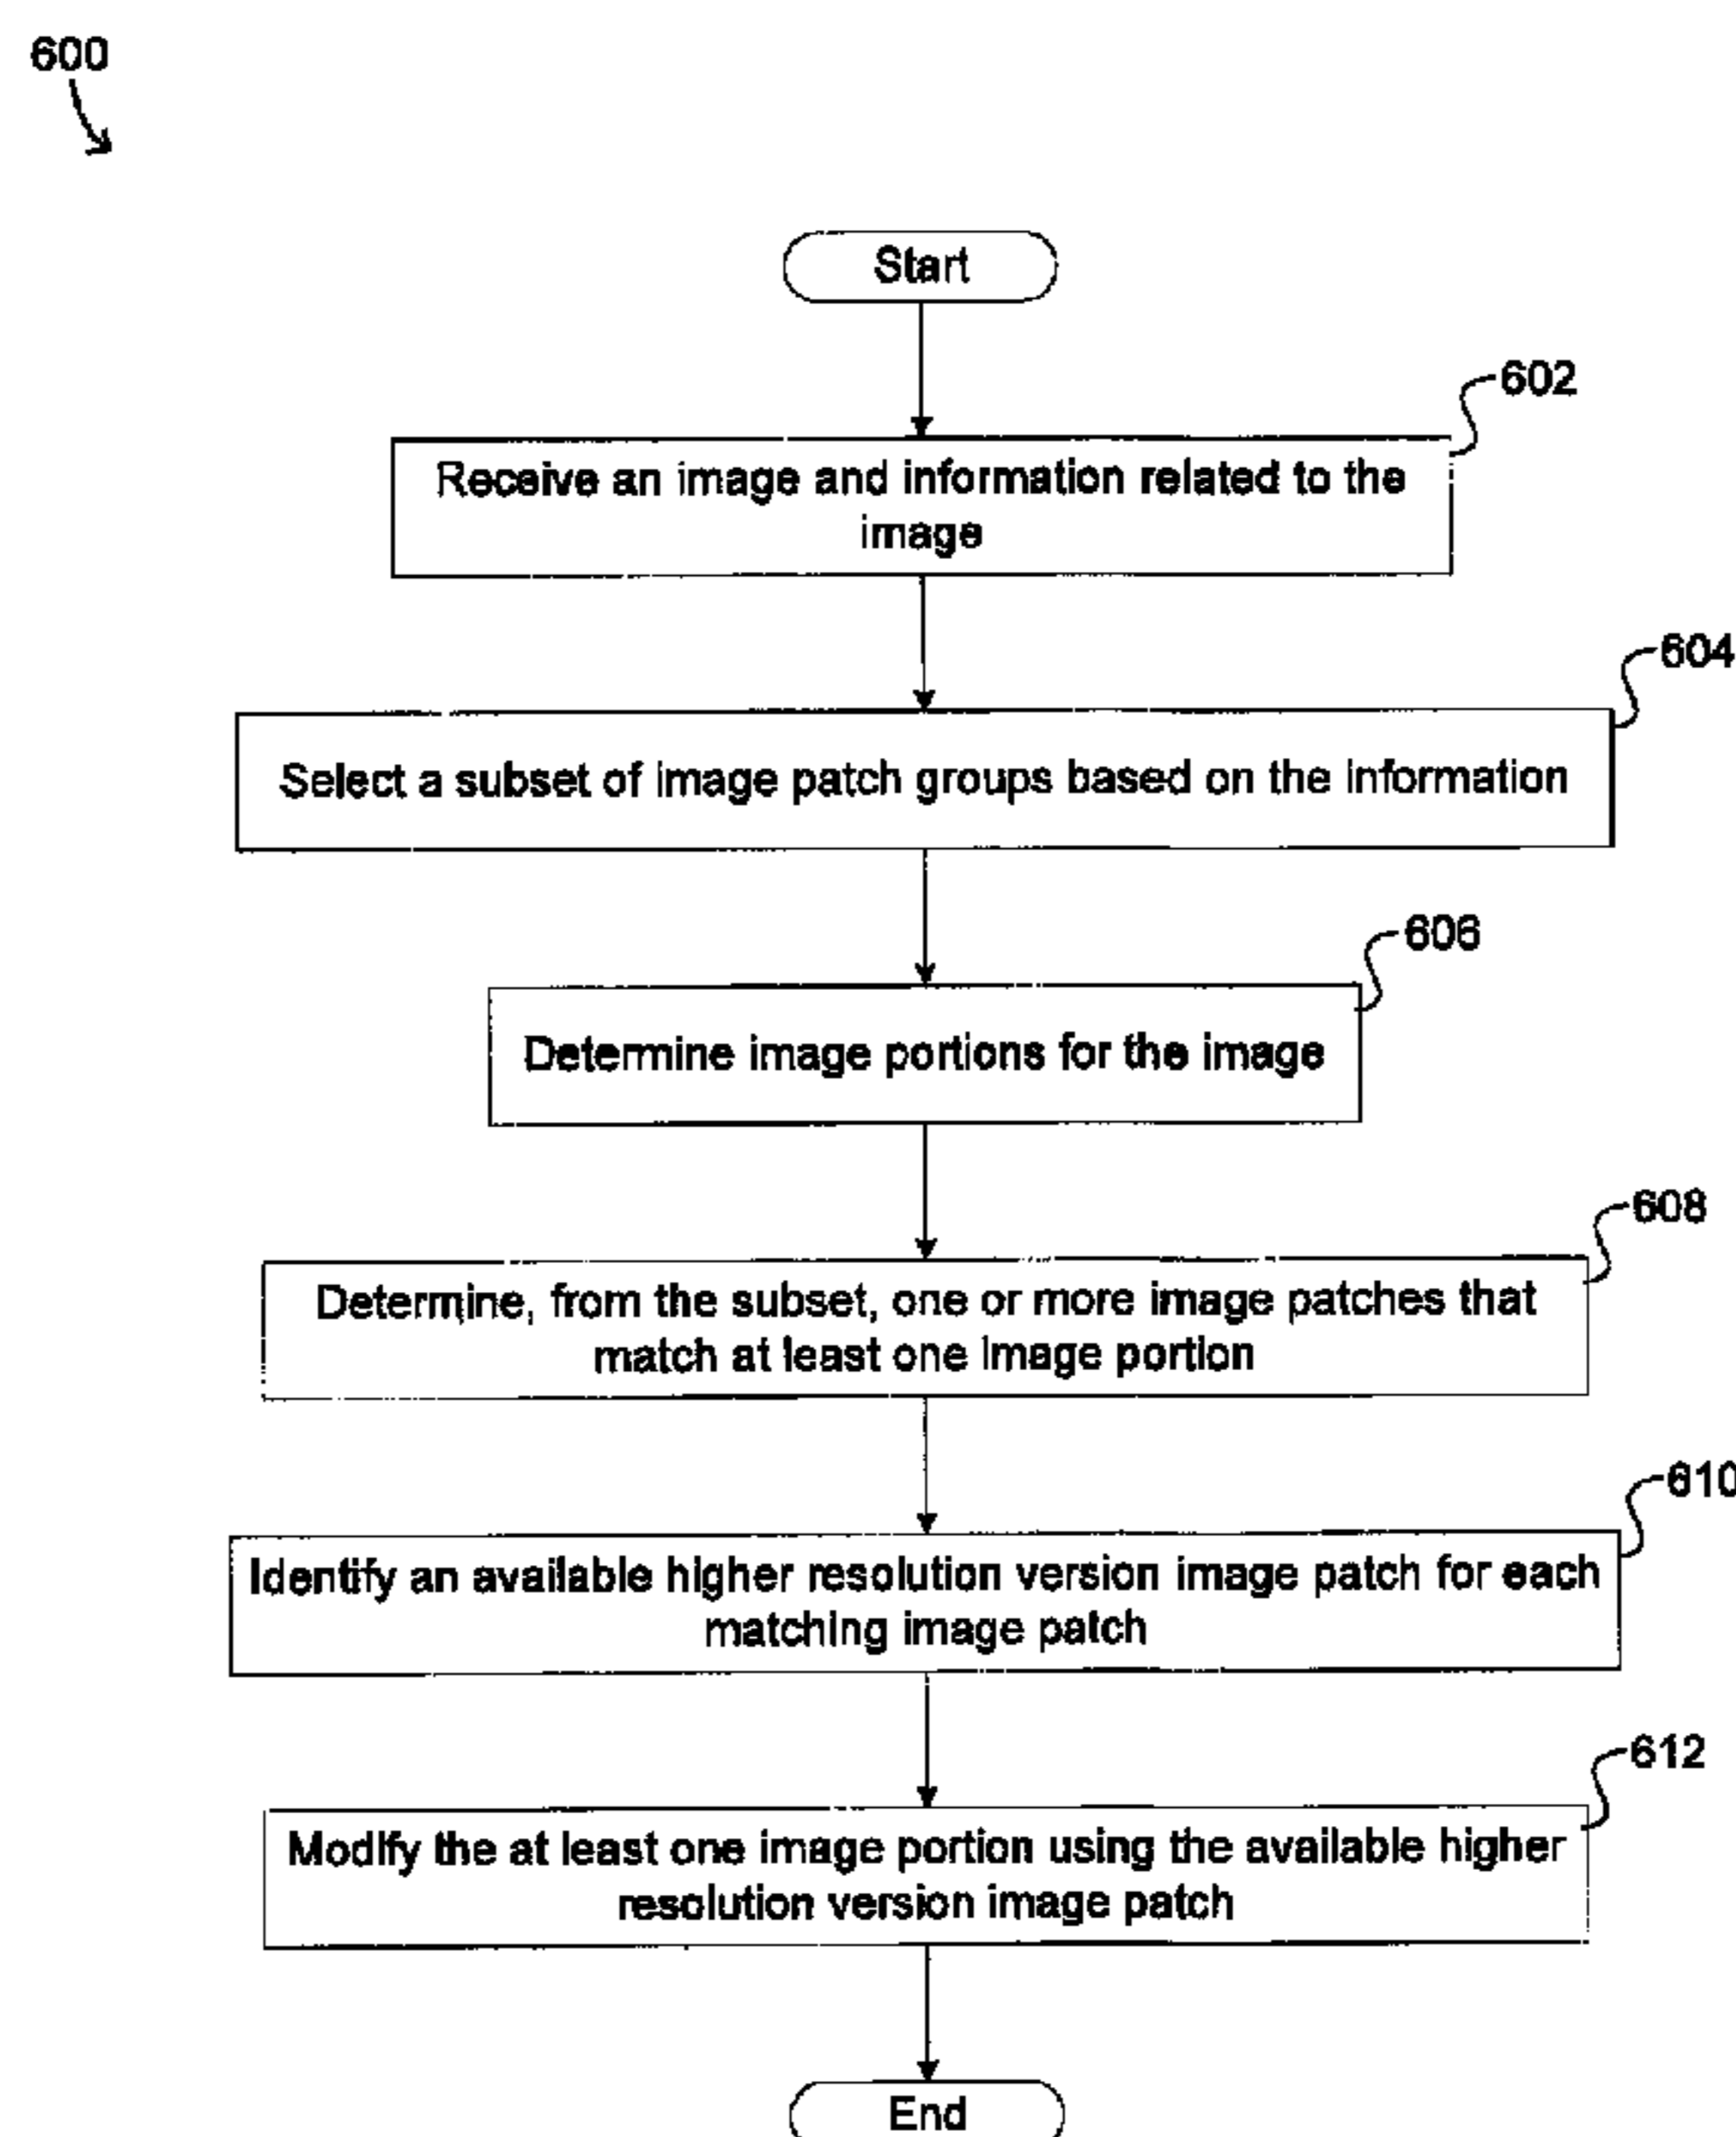 600
Start
602
Receive an image and information related to the
image
604
Select a subset of image patch groups based on the information
606
Determine image portions for the image
608
Determine, from the subset, one or more image patches that
match at least one image portion
610
Identify an available higher resolution version image patch for each
matching image patch
612
Modify the at least one image portion using the available higher
resolution version image patch
End